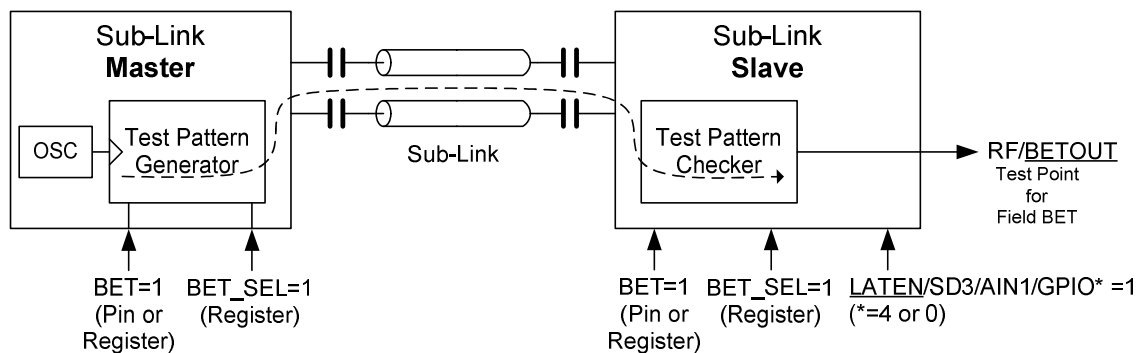 Sub-Link
Master
OSC
Test Pattern
Generator
Sub-Link
Sub-Link
Slave
Test Pattern
Checker
RF/BETOUT
Test Point
for
Field BET
BET=1
(Pin or
Register)
BET_SEL=1
(Register)
BET=1
(Pin or
Register)
BET_SEL=1
(Register)
LATEN/SD3/AIN1/GPIO* =1
(*=4 or 0)